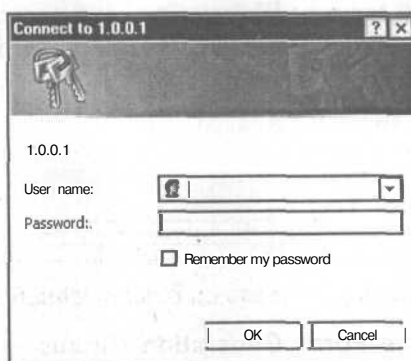 Connect to 1.0.0.1
1.0.0.1
User name:
Password:.
Remember my password
OK
Cancel